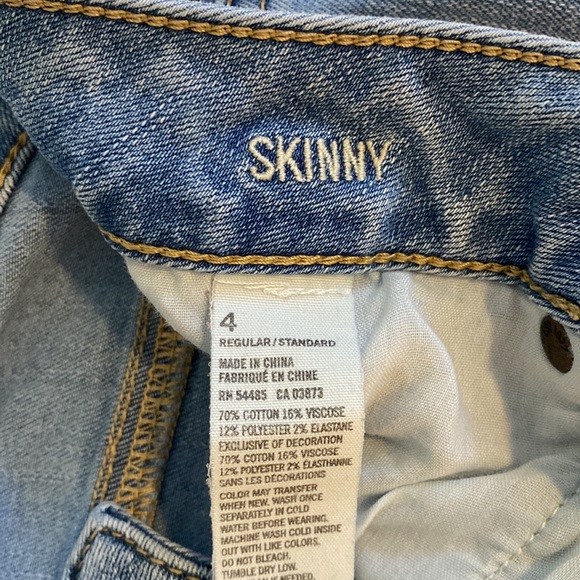 SKINNY
4
REGULAR/STANDARD
MADE IN CHINA
FABRIQUÉ EN CHINE
RN 54485 CA 03873
70% COTTON 16% VISCOSE
12% POLYESTER 2% ELASTANE
EXCLUSIVE OF DECORATION
70% COTON 16% VISCOSE
12% POLYESTER 2% ÉLASTHANNE
SANS LES DÉCORATIONS
COLOR MAY TRANSFER
WHEN NEW. WASH ONCE
SEPARATELY IN COLD
WATER BEFORE WEARING.
MACHINE WASH COLD INSIDE
OUT WITH LIKE COLORS.
DO NOT BLEACH.
TUMBLE DRY LOW.
IF NEEDED.